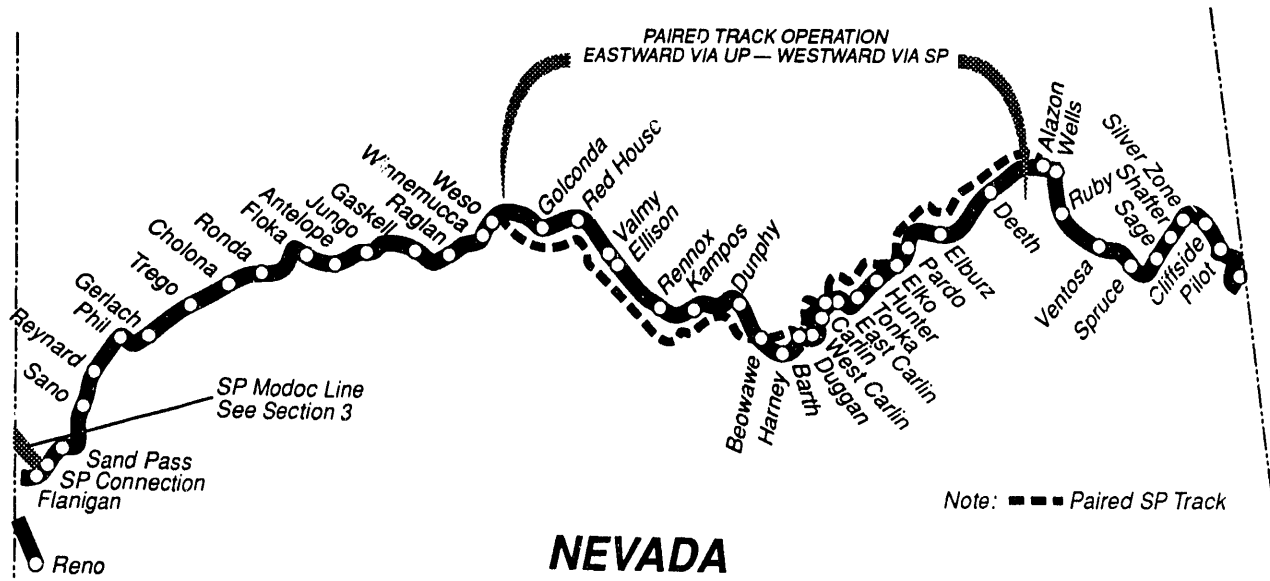 PAIRED TRACK OPERATION
EASTWARD VIA UP — WESTWARD VIA SP
Flanigan
SP Connection
Sand Pass
SP Modoc Line
See Section 3
Sano
Reynard
Phil
Gerlach
Trego
Cholona
Ronda
Floka
Antelope
Jungo
Gaskell
Raglan
Winnemucca
Weso
Golconda
Red House
Valmy
Ellison
Rennox
Kampos
Dunphy
Beowawe
Harney
Barth
Duggan
West Carlin
Carlin
East Carlin
Tonka
Hunter
Elko
Pardo
Elburz
Deeth
Alazon
Wells
Ruby
Ventosa
Spruce
Sage
Shafter
Silver Zone
Cliffside
Pilot
Note:
Paired SP Track
Reno
NEVADA